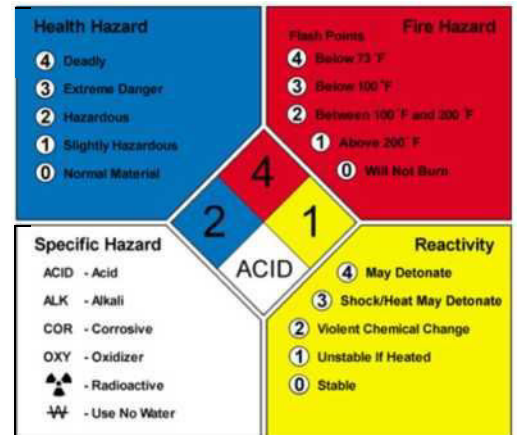 Health Hazard
4 Deadly
3 Extreme Danger
2 Hazardous
1 Slightly Hazardous
0 Normal Material
Fire Hazard
Flash Points
4 Below 73 °F
3 Below 100 °F
2 Between 100 °F and 200 °F
1 Above 200° F
0 Will Not Burn
4
2
1
ACID
Specific Hazard
ACID - Acid
ALK - Alkali
COR - Corrosive
OXY - Oxidizer
- Radioactive
W - Use No Water
Reactivity
4 May Detonate
3 Shock/Heat May Detonate
2 Violent Chemical Change
1 Unstable If Heated
0 Stable